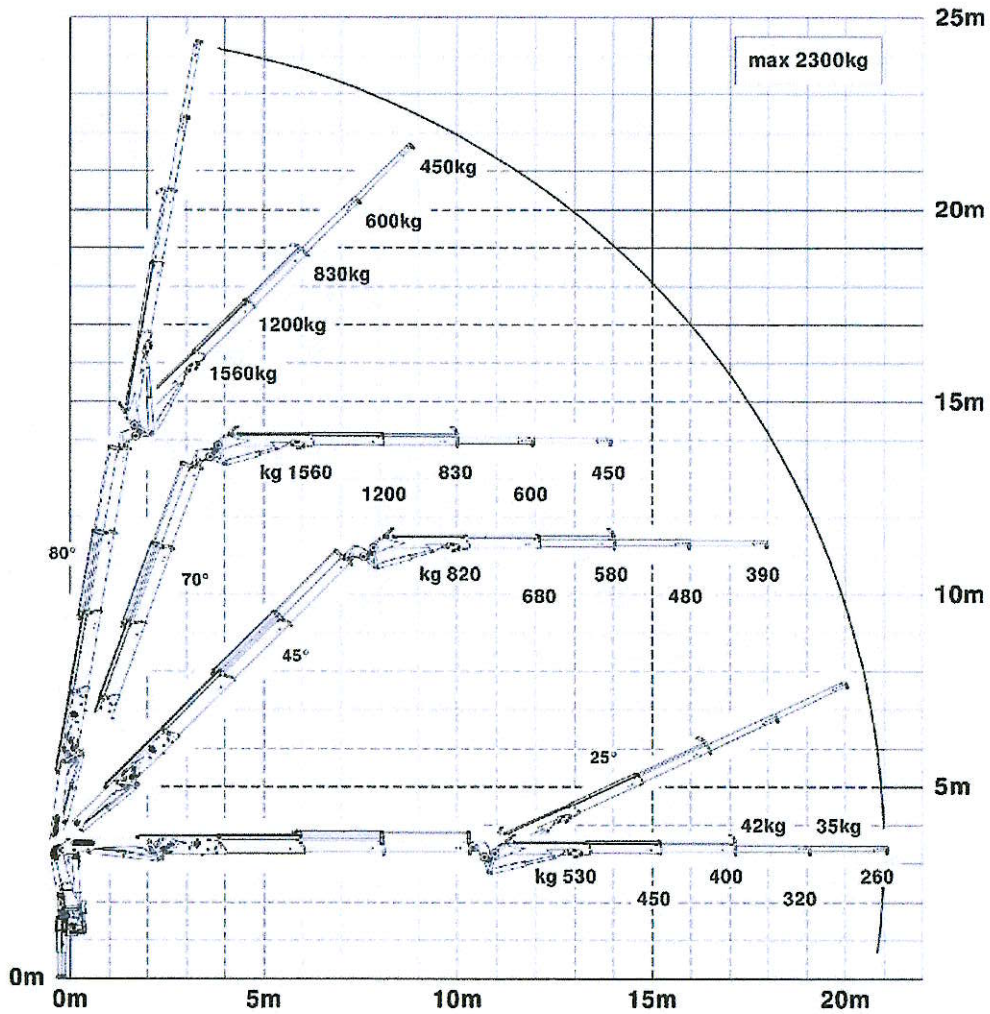 25m
max 2300kg
450kg
20m
600kg
830kg
1200kg
1560kg
15m
kg 1560 830 450
1200 600
80°
70°
kg 820 580 390
680 480
10m
45°
25°
5m
42kg 35kg
kg 530 400 260
450 320
0m
0m 5m 10m 15m 20m